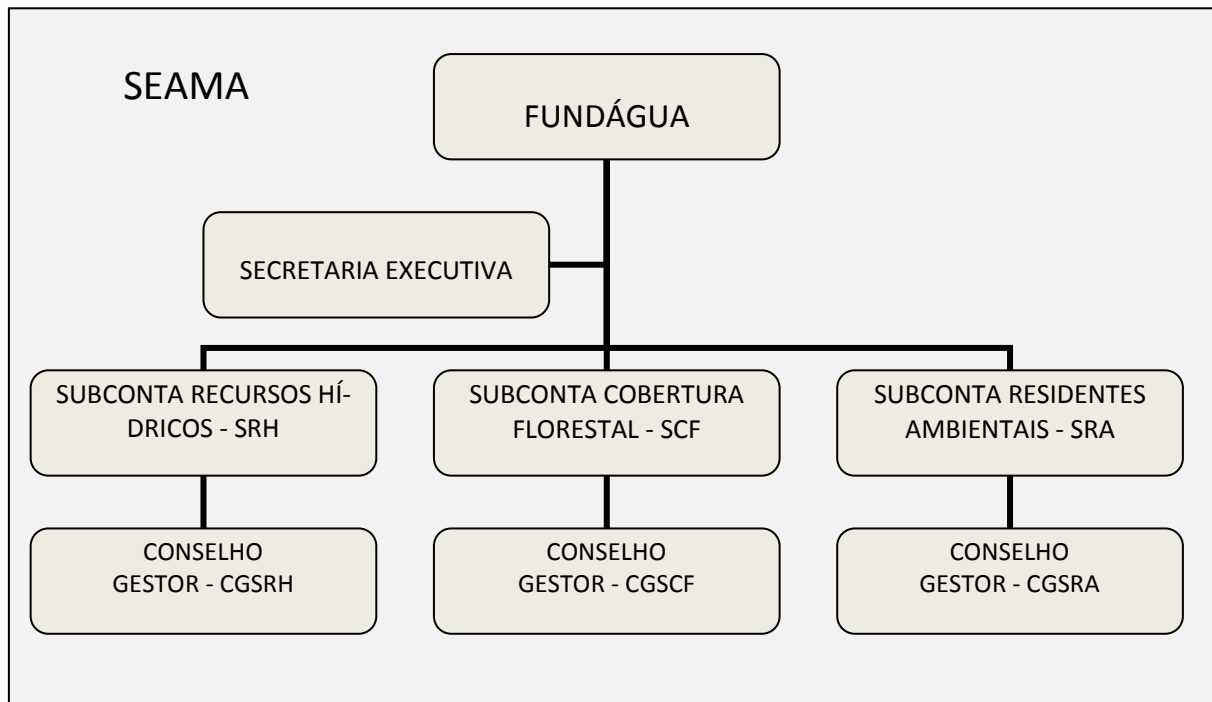 SEAMA
FUNDÁGUA
SECRETARIA EXECUTIVA
SUBCONTA RECURSOS HÍ-
DRICOS - SRH
SUBCONTA COBERTURA
FLORESTAL - SCF
SUBCONTA RESIDENTES
AMBIENTAIS - SRA
CONSELHO
GESTOR - CGSRH
CONSELHO
GESTOR - CGSCF
CONSELHO
GESTOR - CGSRA